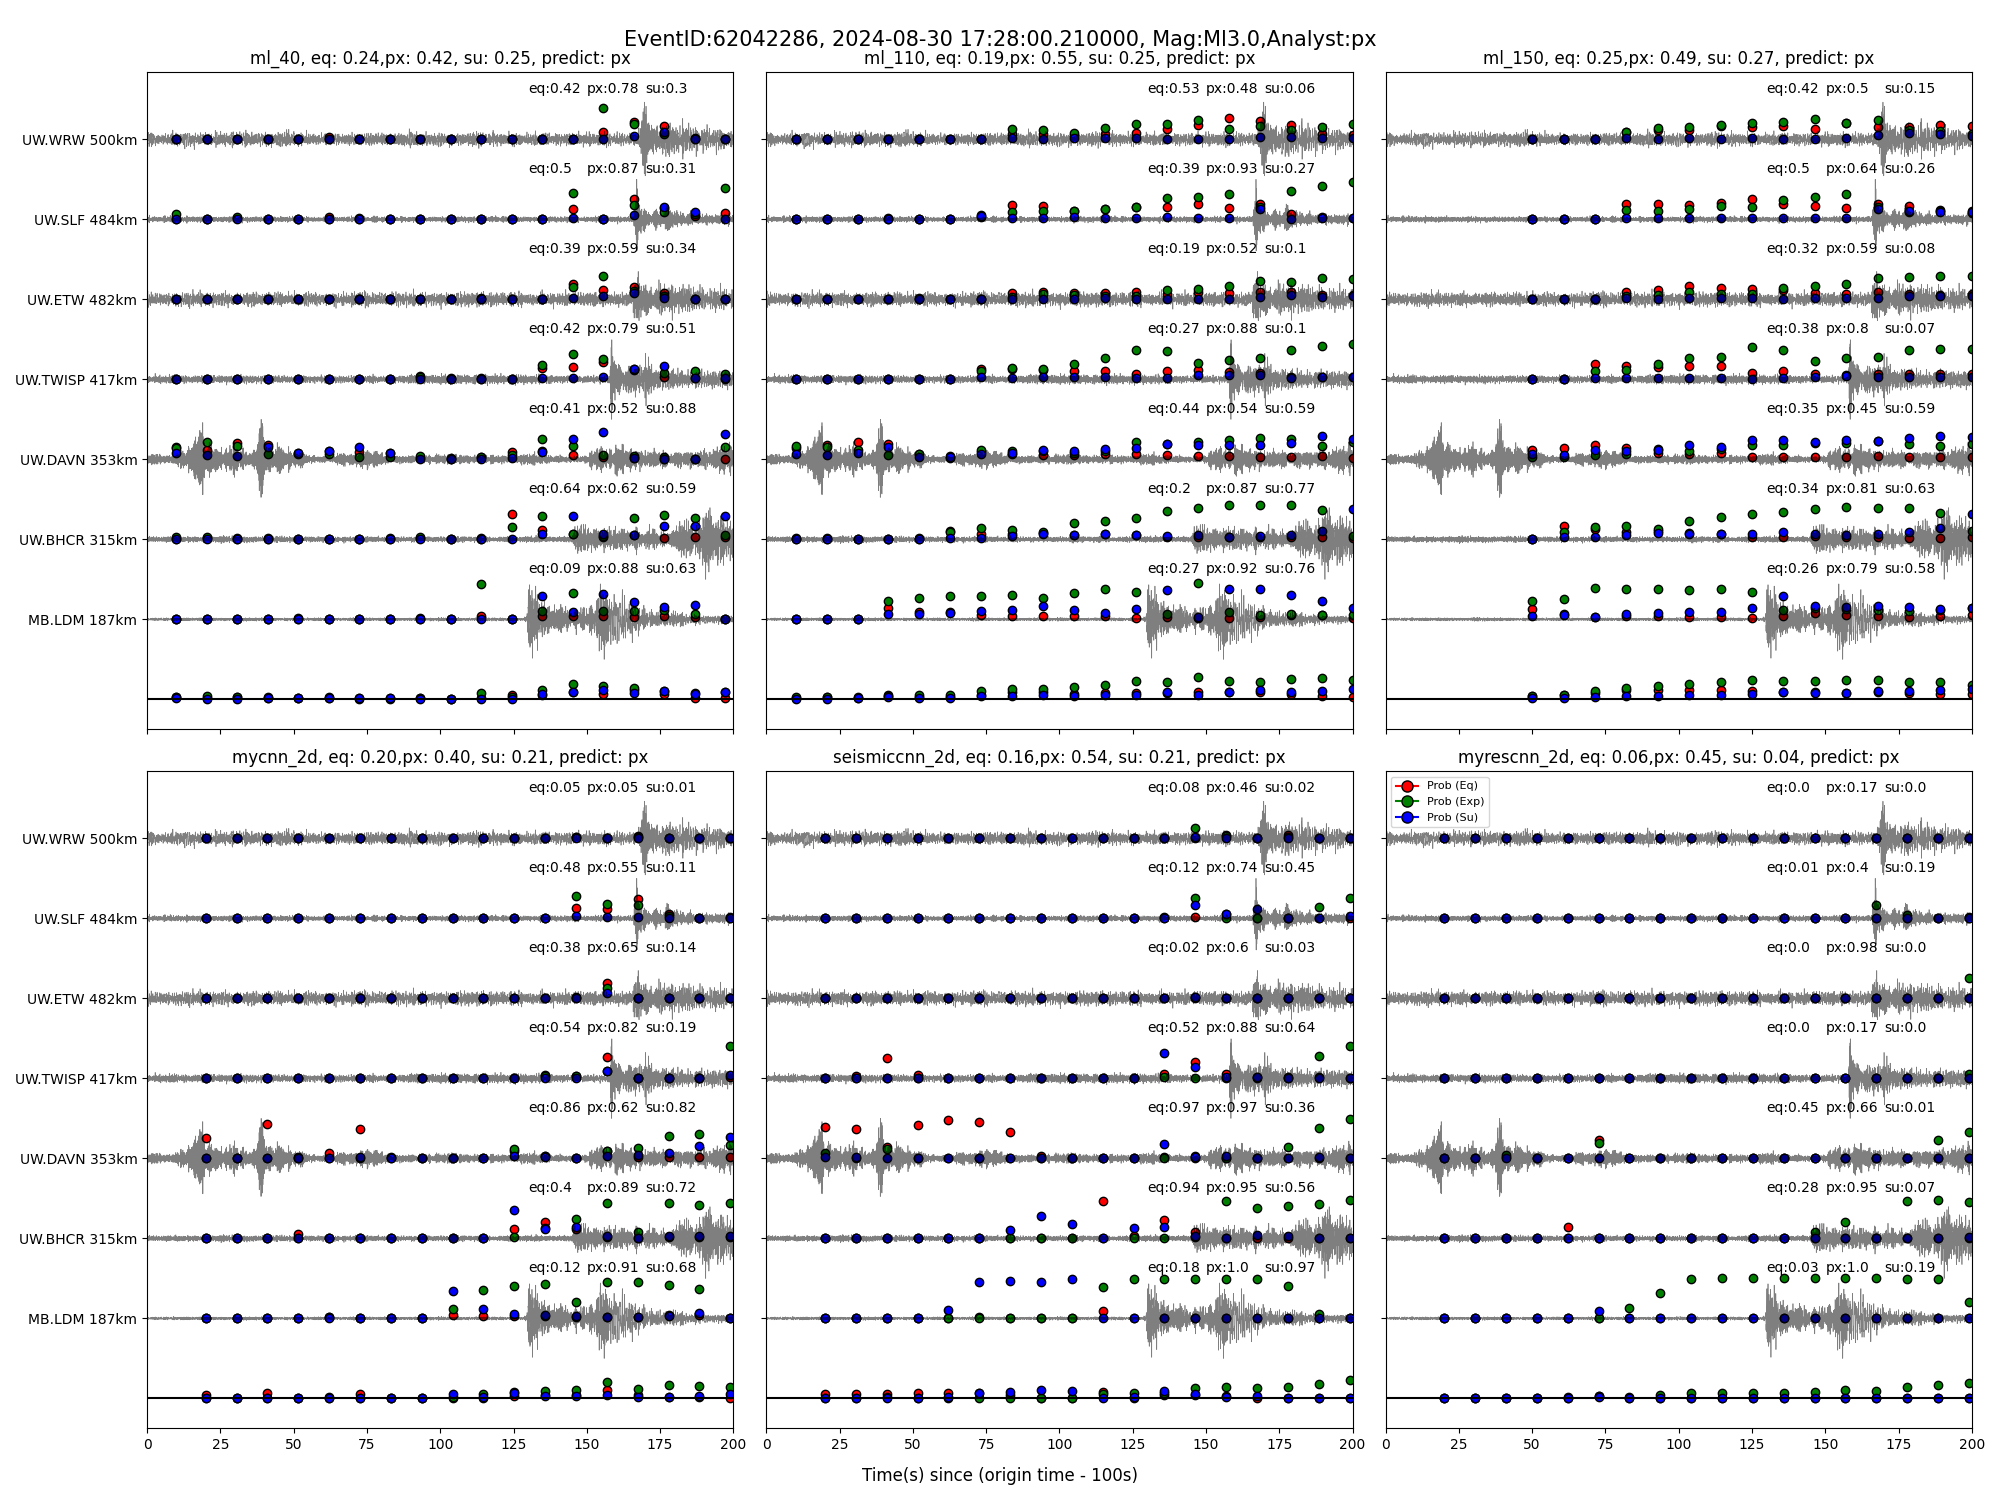 EventID:62042286, 2024-08-30 17:28:00.210000, Mag:Ml3.0,Analyst:px
ml_40, eq: 0.24,px: 0.42, su: 0.25, predict: px
eq:0.42 px:0.78 su:0.3
UW.WRW 500km
eq:0.5 px:0.87 su:0.31
UW.SLF 484km
eq:0.39 px:0.59 su:0.34
UW.ETW 482km
eq:0.42 px:0.79 su:0.51
UW.TWISP 417km
eq:0.41 px:0.52 su:0.88
UW.DAVN 353km
eq:0.64 px:0.62 su:0.59
UW.BHCR 315km
eq:0.09 px:0.88 su:0.63
MB.LDM 187km
ml_110, eq: 0.19,px: 0.55, su: 0.25, predict: px
eq:0.53 px:0.48 su:0.06
eq:0.39 px:0.93 su:0.27
eq:0.19 px:0.52 su:0.1
eq:0.27 px:0.88 su:0.1
eq:0.44 px:0.54 su:0.59
eq:0.2 px:0.87 su:0.77
eq:0.27 px:0.92 su:0.76
ml_150, eq: 0.25,px: 0.49, su: 0.27, predict: px
eq:0.42 px:0.5 su:0.15
eq:0.5 px:0.64 su:0.26
eq:0.32 px:0.59 su:0.08
eq:0.38 px:0.8 su:0.07
eq:0.35 px:0.45 su:0.59
eq:0.34 px:0.81 su:0.63
eq:0.26 px:0.79 su:0.58
mycnn_2d, eq: 0.20,px: 0.40, su: 0.21, predict: px
eq:0.05 px:0.05 su:0.01
UW.WRW 500km
eq:0.48 px:0.55 su:0.11
UW.SLF 484km
eq:0.38 px:0.65 su:0.14
UW.ETW 482km
eq:0.54 px:0.82 su:0.19
UW.TWISP 417km
eq:0.86 px:0.62 su:0.82
UW.DAVN 353km
eq:0.4 px:0.89 su:0.72
UW.BHCR 315km
eq:0.12 px:0.91 su:0.68
MB.LDM 187km
0 25 50 75 100 125 150 175 200
seismiccnn_2d, eq: 0.16,px: 0.54, su: 0.21, predict: px
eq:0.08 px:0.46 su:0.02
eq:0.12 px:0.74 su:0.45
eq:0.02 px:0.6 su:0.03
eq:0.52 px:0.88 su:0.64
eq:0.97 px:0.97 su:0.36
eq:0.94 px:0.95 su:0.56
eq:0.18 px:1.0 su:0.97
0 25 50 75 100 125 150 175 200
myrescnn_2d, eq: 0.06,px: 0.45, su: 0.04, predict: px
Prob (Eq)
Prob (Exp)
Prob (Su)
eq:0.0 px:0.17 su:0.0
eq:0.01 px:0.4 su:0.19
eq:0.0 px:0.98 su:0.0
eq:0.0 px:0.17 su:0.0
eq:0.45 px:0.66 su:0.01
eq:0.28 px:0.95 su:0.07
eq:0.03 px:1.0 su:0.19
0 25 50 75 100 125 150 175 200
Time(s) since (origin time - 100s)